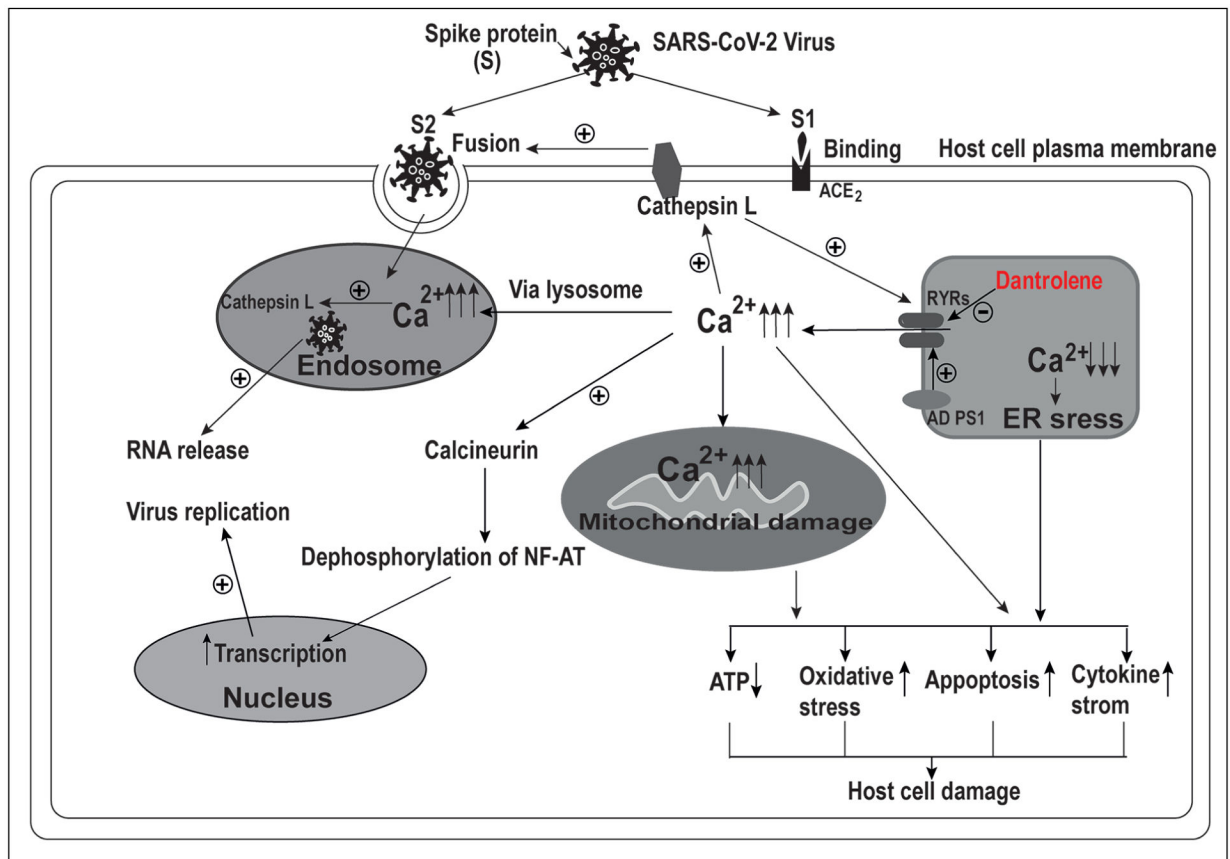 Spike protein
(S)
SARS-CoV-2 Virus
S2
Fusion
+
S1
Binding
Host cell plasma membrane
ACE2
Cathepsin L
+
+
Dantrolene
RYRs
−
Cathepsin L
+
Ca2+ ↑↑↑
Endosome
Via lysosome
Ca2+ ↑↑↑
Ca2+ ↓↓↓
+
AD PS1
ER sress
+
+
RNA release
Calcineurin
Ca2+ ↑↑↑
Mitochondrial damage
Virus replication
Dephosphorylation of NF-AT
+
↑ Transcription
Nucleus
ATP ↓
Oxidative ↑
stress
Appoptosis ↑
Cytokine ↑
strom
Host cell damage